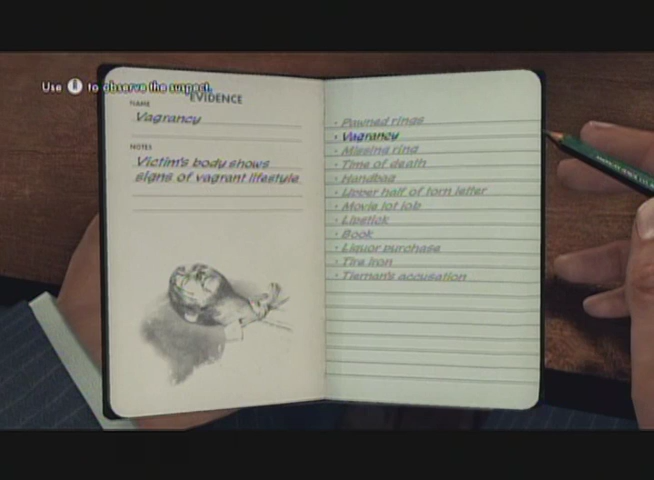 Use to observe the suspect.
EVIDENCE
NAME
Vagrancy
NOTES
Victim's body shows
signs of vagrant lifestyle
• Pawned rings
• Vagrancy
• Missing ring
• Time of death
• Handbag
• Upper half of torn letter
• Movie lot job
• Lipstick
• Book
• Liquor purchase
• Tire iron
• Tiernan's accusation